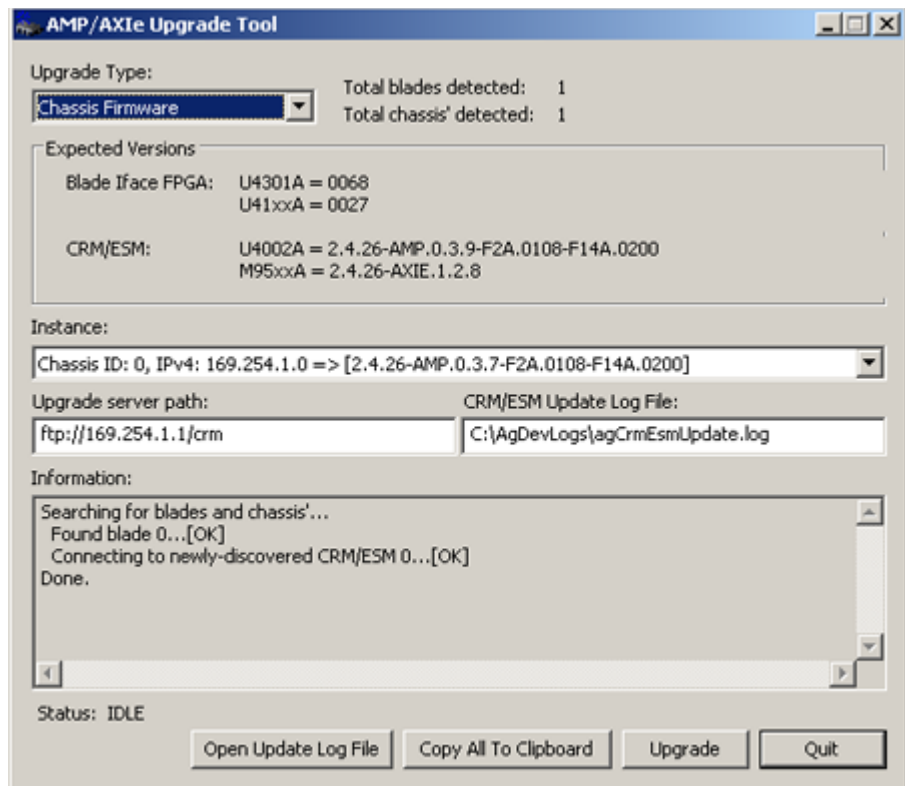 AMP/AXIe Upgrade Tool
Upgrade Type:
Chassis Firmware
Total blades detected: 1
Total chassis' detected: 1
Expected Versions
Blade Iface FPGA: U4301A = 0068
U41xxA = 0027
CRM/ESM: U4002A = 2.4.26-AMP.0.3.9-F2A.0108-F14A.0200
M95xxA = 2.4.26-AXIE.1.2.8
Instance:
Chassis ID: 0, IPv4: 169.254.1.0 => [2.4.26-AMP.0.3.7-F2A.0108-F14A.0200]
Upgrade server path: CRM/ESM Update Log File:
ftp://169.254.1.1/crm C:\AgDevLogs\agCrmEsmUpdate.log
Information:
Searching for blades and chassis'...
Found blade 0...[OK]
Connecting to newly-discovered CRM/ESM 0...[OK]
Done.
Status: IDLE
Open Update Log File Copy All To Clipboard Upgrade Quit